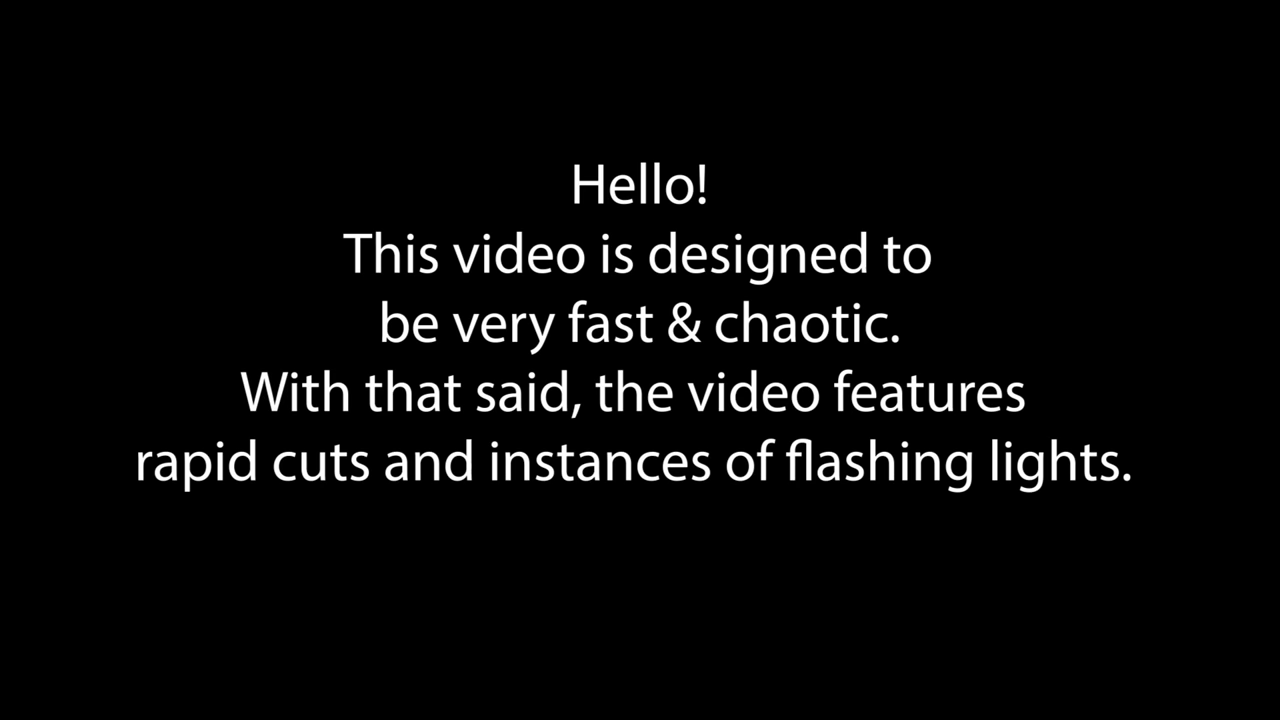 Hello!
This video is designed to
be very fast & chaotic.
With that said, the video features
rapid cuts and instances of flashing lights.